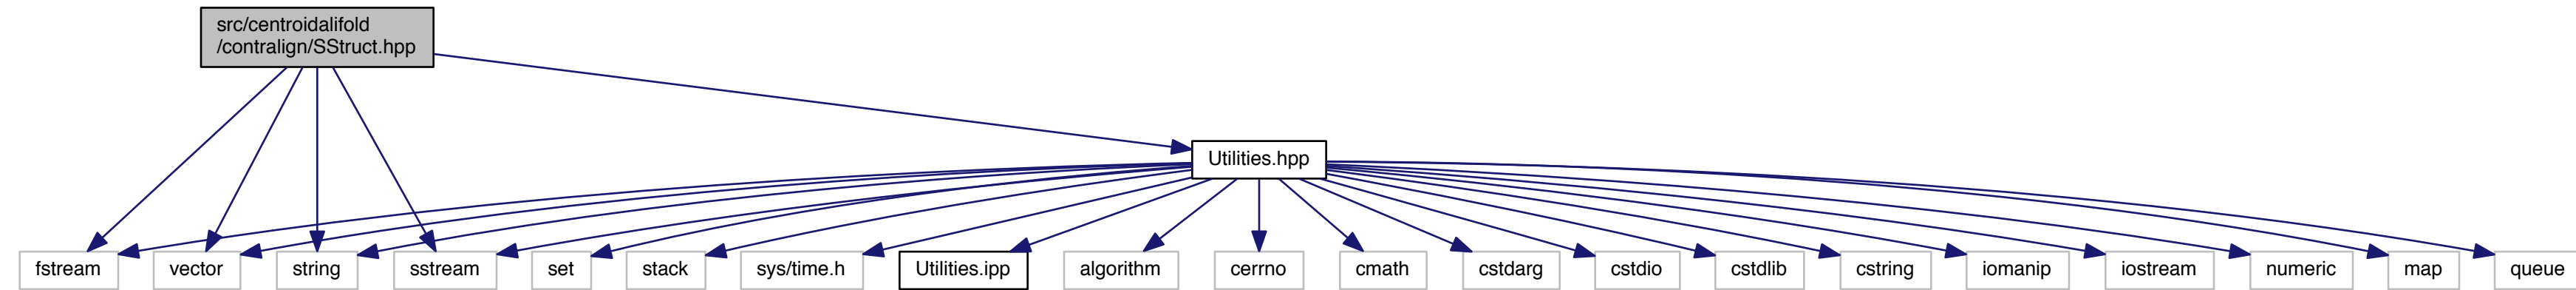 src/centroidalifold
/contralign/SStruct.hpp
Utilities.hpp
fstream
vector
string
sstream
set
stack
sys/time.h
Utilities.ipp
algorithm
cerrno
cmath
cstdarg
cstdio
cstdlib
cstring
iomanip
iostream
numeric
map
queue